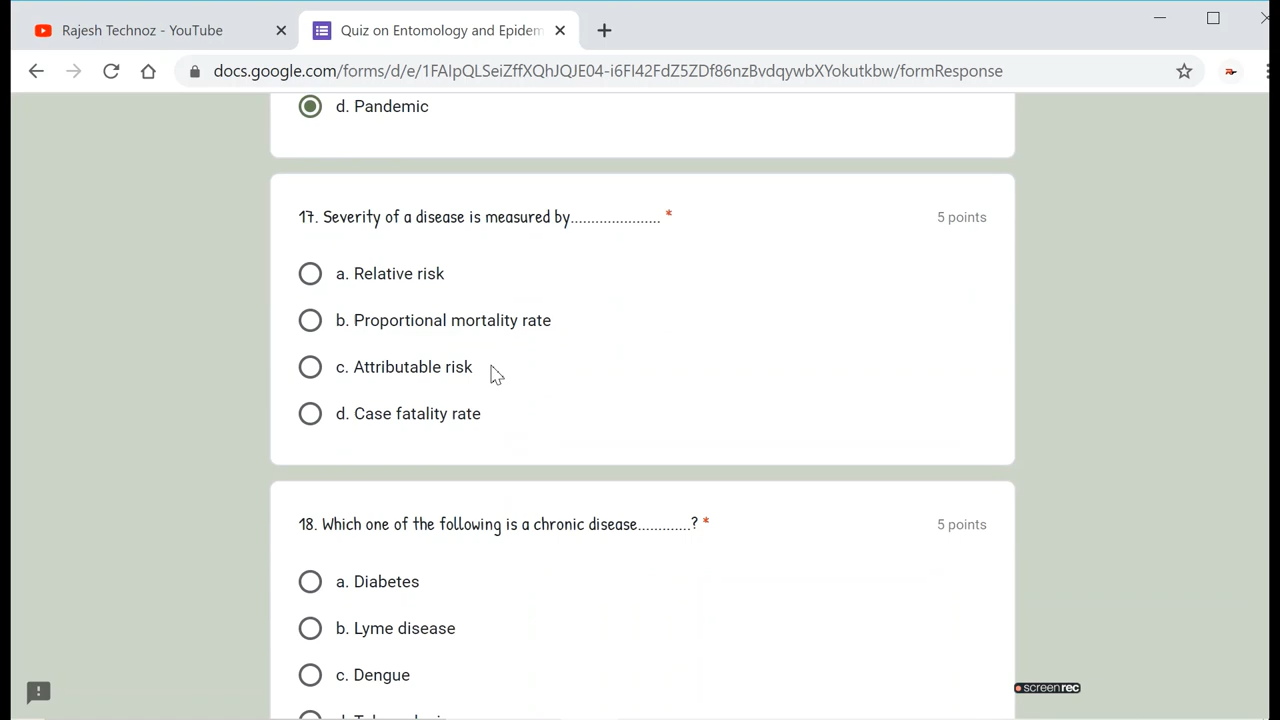 Rajesh Technoz - YouTube
Quiz on Entomology and Epidem
docs.google.com/forms/d/e/1FAIpQLSeiZffXQhJQJE04-i6FI42FdZ5ZDf86nzBvdqywbXYokutkbw/formResponse
d. Pandemic
17. Severity of a disease is measured by...................... *
5 points
a. Relative risk
b. Proportional mortality rate
c. Attributable risk
d. Case fatality rate
18. Which one of the following is a chronic disease.............? *
5 points
a. Diabetes
b. Lyme disease
c. Dengue
screenrec